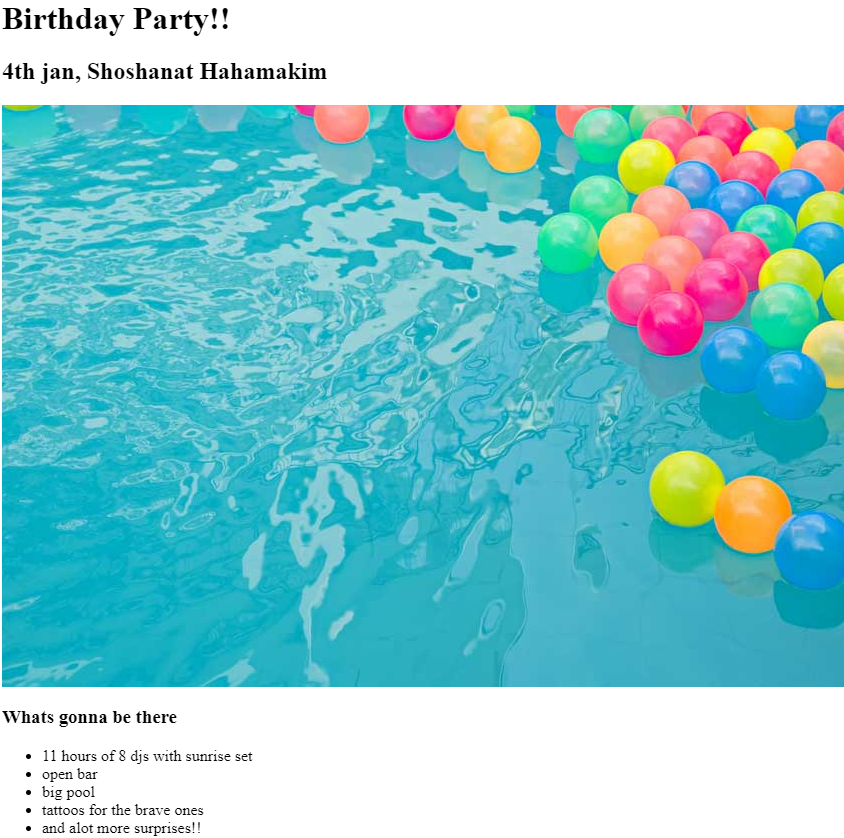 Birthday Party!!
4th jan, Shoshanat Hahamakim
Whats gonna be there
11 hours of 8 djs with sunrise set
open bar
big pool
tattoos for the brave ones
and alot more surprises!!